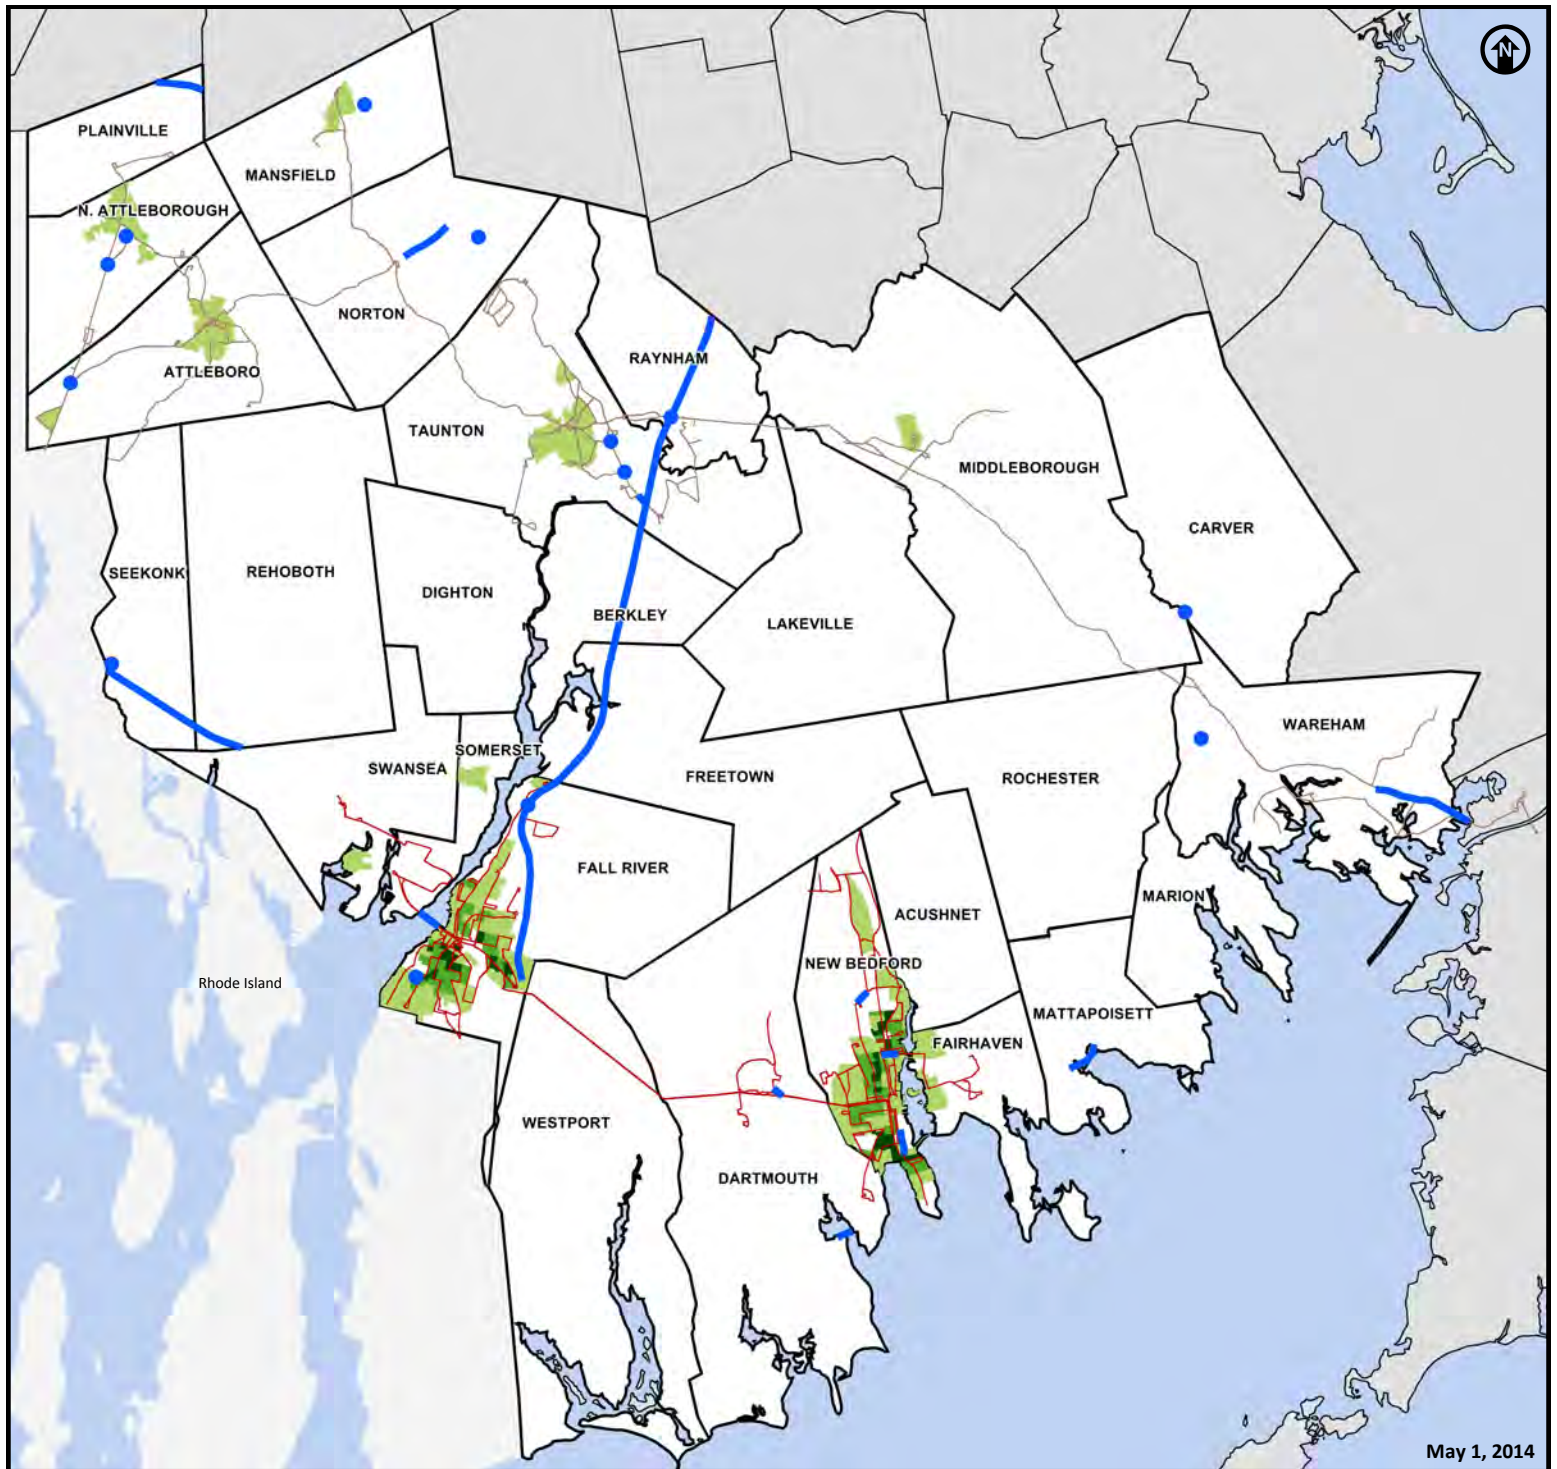 N
PLAINVILLE
MANSFIELD
N. ATTLEBOROUGH
NORTON
RAYNHAM
ATTLEBORO
TAUNTON
MIDDLEBOROUGH
CARVER
SEEKONK
REHOBOTH
DIGHTON
BERKLEY
LAKEVILLE
WAREHAM
SOMERSET
SWANSEA
FREETOWN
ROCHESTER
FALL RIVER
MARION
ACUSHNET
NEW BEDFORD
Rhode Island
MATTAPOISETT
FAIRHAVEN
WESTPORT
DARTMOUTH
May 1, 2014